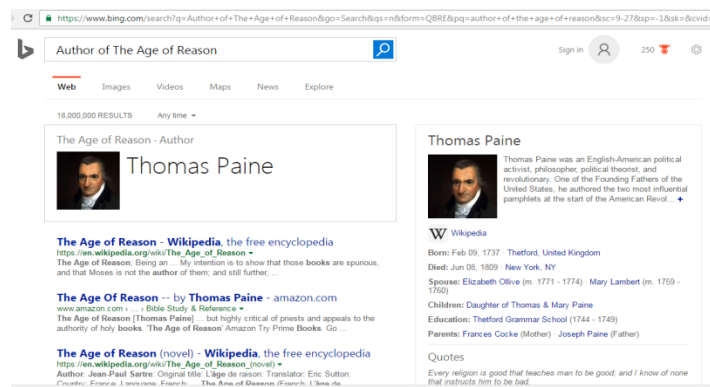 https://www.bing.com/search?q=Author+of+The+Age+of+Reason&go=Search&qs=n&form=QBRE&pq=author+of+the+age+of+reason&sc=9-27&sp=-1&sk=&cvid=
Author of The Age of Reason
Sign in
250
Web Images Videos Maps News Explore
18,000,000 RESULTS Any time
The Age of Reason · Author
Thomas Paine
The Age of Reason - Wikipedia, the free encyclopedia
https://en.wikipedia.org/wiki/The_Age_of_Reason
The Age of Reason; Being an ... My intention is to show that those books are spurious,
and that Moses is not the author of them; and still further, ...
The Age Of Reason -- by Thomas Paine - amazon.com
www.amazon.com › ... › Bible Study & Reference
The Age of Reason [Thomas Paine] ... but highly critical of priests and appeals to the
authority of holy books. 'The Age of Reason' Amazon Try Prime Books. Go ...
The Age of Reason (novel) - Wikipedia, the free encyclopedia
https://en.wikipedia.org/wiki/The_Age_of_Reason_(novel)
Author: Jean-Paul Sartre: Original title: L'âge de raison: Translator: Eric Sutton:
Country: France: Language: French: ... The Age of Reason (French: L'âge de
Thomas Paine
Thomas Paine was an English-American political
activist, philosopher, political theorist, and
revolutionary. One of the Founding Fathers of the
United States, he authored the two most influential
pamphlets at the start of the American Revol... +
W Wikipedia
Born: Feb 09, 1737 · Thetford, United Kingdom
Died: Jun 08, 1809 · New York, NY
Spouse: Elizabeth Ollive (m. 1771 - 1774) · Mary Lambert (m. 1759 -
1760)
Children: Daughter of Thomas & Mary Paine
Education: Thetford Grammar School (1744 - 1749)
Parents: Frances Cocke (Mother) · Joseph Paine (Father)
Quotes
Every religion is good that teaches man to be good; and I know of none
that instructs him to be bad.